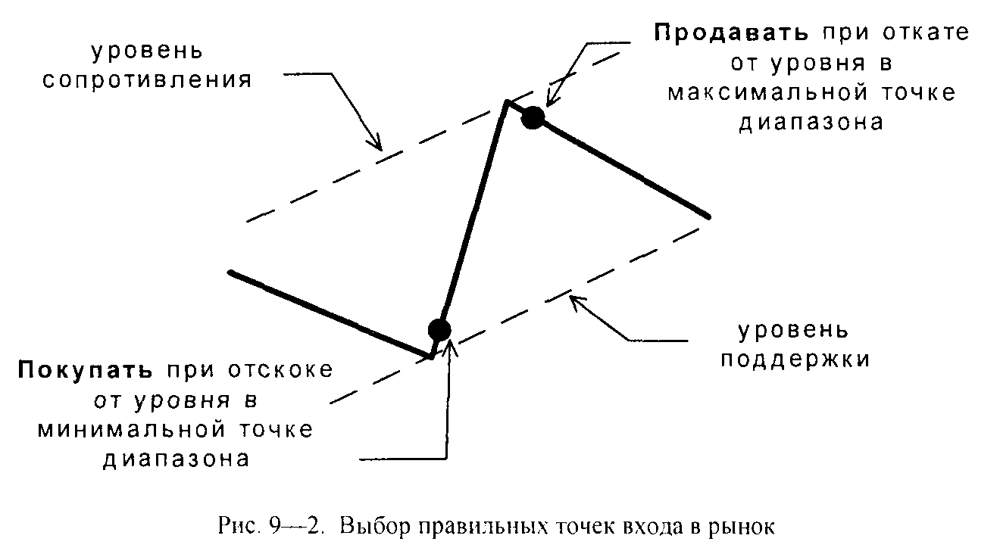 уровень
сопротивления
Продавать при откате
от уровня в
максимальной точке
диапазона
уровень
поддержки
Покупать при отскоке
от уровня в
минимальной точке
диапазона
Рис. 9—2. Выбор правильных точек входа в рынок